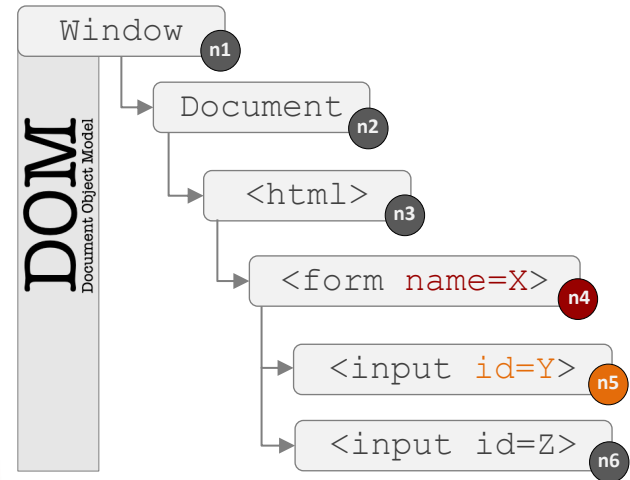 Window
n1
Document
n2
DOM
Document Object Model
<html>
n3
<form name=X>
n4
<input id=Y>
n5
<input id=Z>
n6